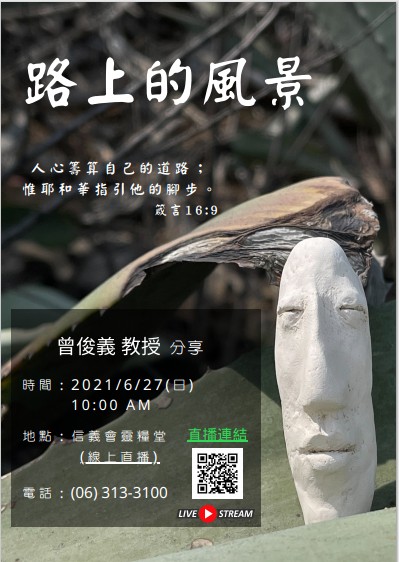 路上的風景
人心籌算自己的道路；
惟耶和華指引他的腳步。
箴言16:9
曾俊義 教授 分享
時間：2021/6/27(日)
10:00 AM
地點：信義會靈糧堂
(線上直播)
直播連結
電話：(06) 313-3100
LIVE STREAM